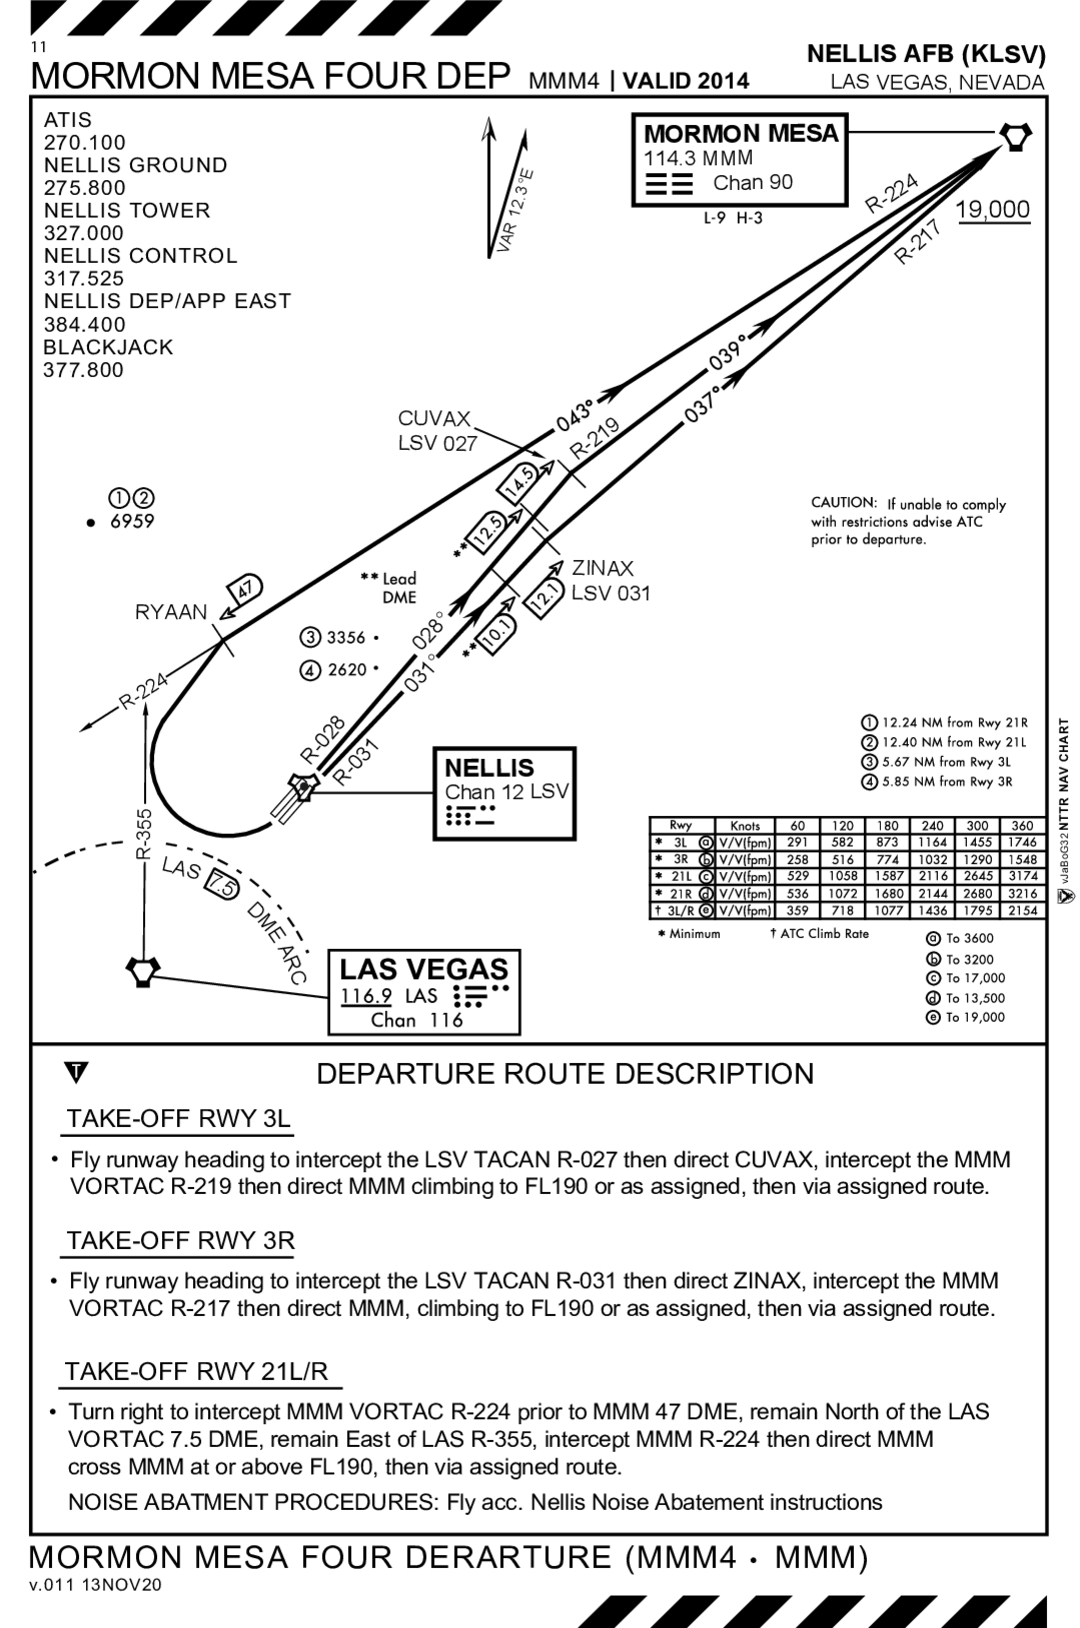 11
MORMON MESA FOUR DEP MMM4 | VALID 2014
NELLIS AFB (KLSV)
LAS VEGAS, NEVADA
ATIS
270.100
NELLIS GROUND
275.800
NELLIS TOWER
327.000
NELLIS CONTROL
317.525
NELLIS DEP/APP EAST
384.400
BLACKJACK
377.800
VAR 12.3°E
MORMON MESA
114.3 MMM
Chan 90
L-9 H-3
R-224
19,000
R-217
039°
037°
043°
R-219
CUVAX
LSV 027
14.5
** 12.5
ZINAX
LSV 031
12.1
** 10.1
1 2
6959
CAUTION: If unable to comply
with restrictions advise ATC
prior to departure.
** Lead
DME
47
RYAAN
3 3356
4 2620
028°
031°
R-224
R-028
R-031
R-355
NELLIS
Chan 12 LSV
1 12.24 NM from Rwy 21R
2 12.40 NM from Rwy 21L
3 5.67 NM from Rwy 3L
4 5.85 NM from Rwy 3R
LAS 7.5 DME ARC
Rwy Knots 60 120 180 240 300 360
* 3L a V/V(fpm) 291 582 873 1164 1455 1746
* 3R b V/V(fpm) 258 516 774 1032 1290 1548
* 21L c V/V(fpm) 529 1058 1587 2116 2645 3174
* 21R d V/V(fpm) 536 1072 1680 2144 2680 3216
† 3L/R e V/V(fpm) 359 718 1077 1436 1795 2154
* Minimum † ATC Climb Rate
a To 3600
b To 3200
c To 17,000
d To 13,500
e To 19,000
LAS VEGAS
116.9 LAS
Chan 116
vJaBoG32 NTTR NAV CHART
T
DEPARTURE ROUTE DESCRIPTION
TAKE-OFF RWY 3L
• Fly runway heading to intercept the LSV TACAN R-027 then direct CUVAX, intercept the MMM
VORTAC R-219 then direct MMM climbing to FL190 or as assigned, then via assigned route.
TAKE-OFF RWY 3R
• Fly runway heading to intercept the LSV TACAN R-031 then direct ZINAX, intercept the MMM
VORTAC R-217 then direct MMM, climbing to FL190 or as assigned, then via assigned route.
TAKE-OFF RWY 21L/R
• Turn right to intercept MMM VORTAC R-224 prior to MMM 47 DME, remain North of the LAS
VORTAC 7.5 DME, remain East of LAS R-355, intercept MMM R-224 then direct MMM
cross MMM at or above FL190, then via assigned route.
NOISE ABATMENT PROCEDURES: Fly acc. Nellis Noise Abatement instructions
MORMON MESA FOUR DERARTURE (MMM4 • MMM)
v.011 13NOV20